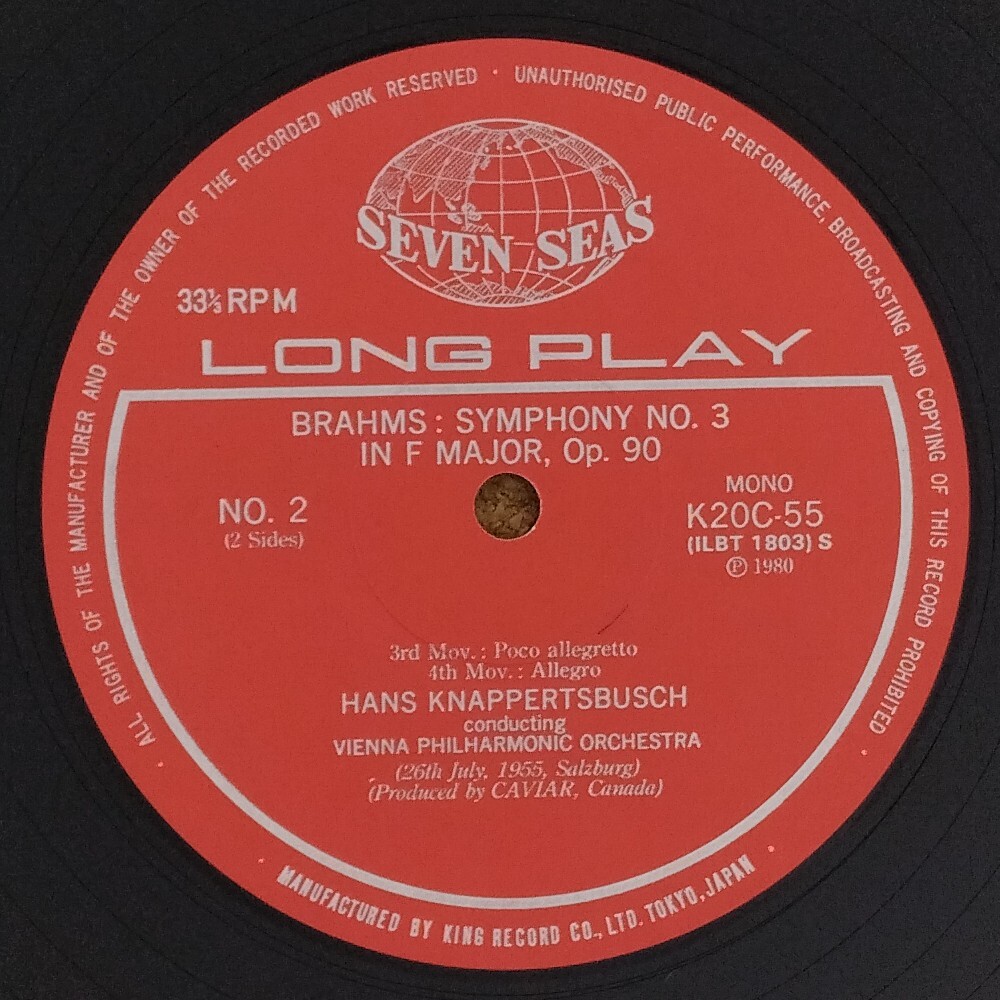 ALL RIGHTS OF THE MANUFACTURER AND OF THE OWNER OF THE RECORDED WORK RESERVED · UNAUTHORISED PUBLIC PERFORMANCE, BROADCASTING AND COPYING OF THIS RECORD PROHIBITED
SEVEN SEAS
33⅓ RPM
LONG PLAY
BRAHMS : SYMPHONY NO. 3
IN F MAJOR, Op. 90
NO. 2
(2 Sides)
MONO
K20C-55
(ILBT 1803) S
Ⓟ 1980
3rd Mov. : Poco allegretto
4th Mov. : Allegro
HANS KNAPPERTSBUSCH
conducting
VIENNA PHILHARMONIC ORCHESTRA
(26th July, 1955, Salzburg)
(Produced by CAVIAR, Canada)
MANUFACTURED BY KING RECORD CO., LTD. TOKYO, JAPAN